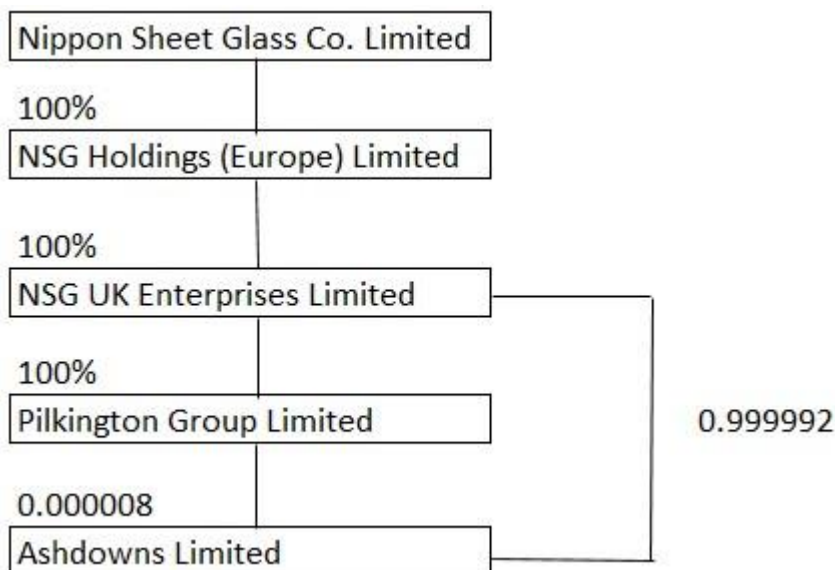 Nippon Sheet Glass Co. Limited
100%
NSG Holdings (Europe) Limited
100%
NSG UK Enterprises Limited
100%
Pilkington Group Limited
0.999992
0.000008
Ashdowns Limited